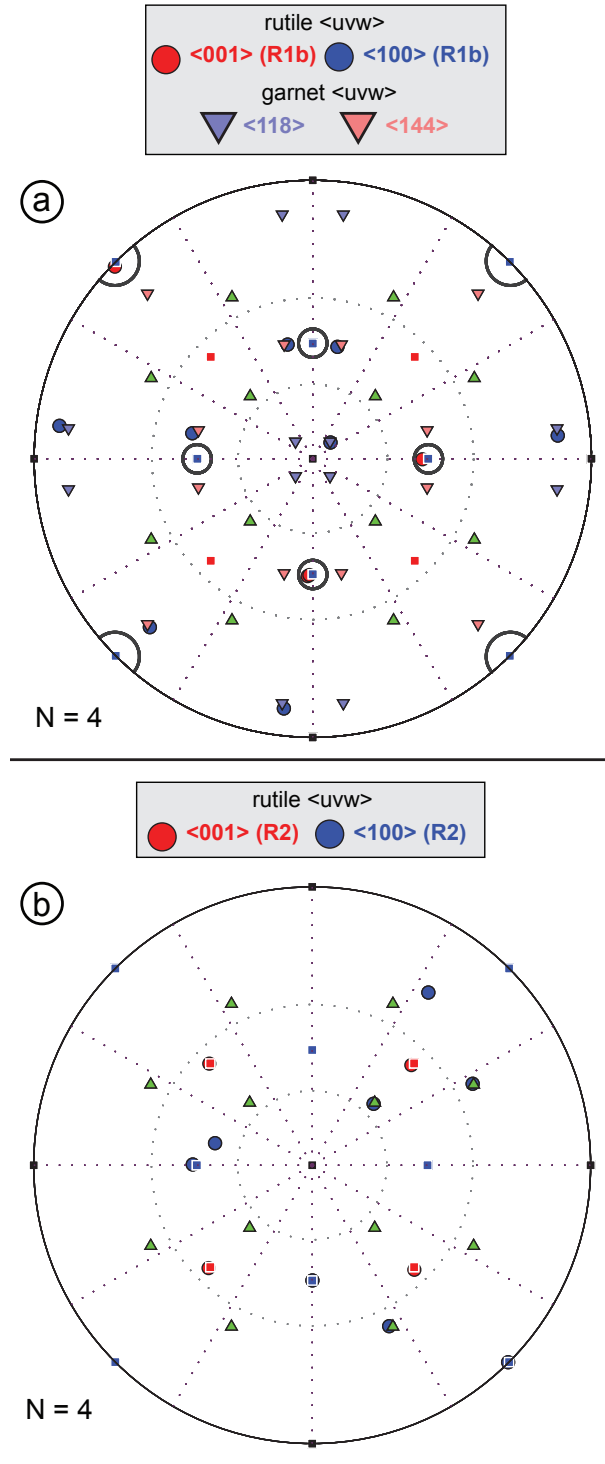 rutile <uvw>
<001> (R1b) <100> (R1b)
garnet <uvw>
<118> <144>
a
N = 4
rutile <uvw>
<001> (R2) <100> (R2)
b
N = 4